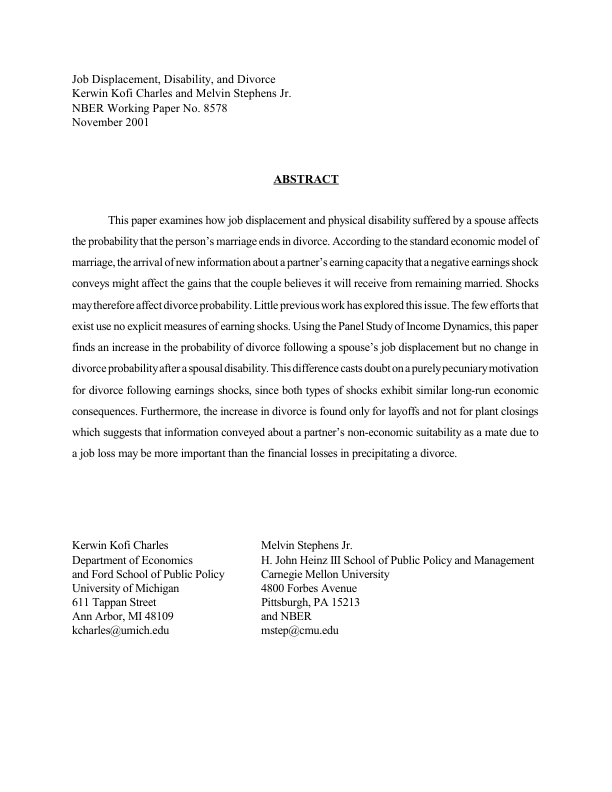 Job Displacement, Disability, and Divorce
Kerwin Kofi Charles and Melvin Stephens Jr.
NBER Working Paper No. 8578
November 2001
ABSTRACT
This paper examines how job displacement and physical disability suffered by a spouse affects
the probability that the person's marriage ends in divorce. According to the standard economic model of
marriage, the arrival of new information about a partner's earning capacity that a negative earnings shock
conveys might affect the gains that the couple believes it will receive from remaining married. Shocks
may therefore affect divorce probability. Little previous work has explored this issue. The few efforts that
exist use no explicit measures of earning shocks. Using the Panel Study of Income Dynamics, this paper
finds an increase in the probability of divorce following a spouse's job displacement but no change in
divorce probability after a spousal disability. This difference casts doubt on a purely pecuniary motivation
for divorce following earnings shocks, since both types of shocks exhibit similar long-run economic
consequences. Furthermore, the increase in divorce is found only for layoffs and not for plant closings
which suggests that information conveyed about a partner's non-economic suitability as a mate due to
a job loss may be more important than the financial losses in precipitating a divorce.
Kerwin Kofi Charles
Department of Economics
and Ford School of Public Policy
University of Michigan
611 Tappan Street
Ann Arbor, MI 48109
kcharles@umich.edu
Melvin Stephens Jr.
H. John Heinz III School of Public Policy and Management
Carnegie Mellon University
4800 Forbes Avenue
Pittsburgh, PA 15213
and NBER
mstep@cmu.edu